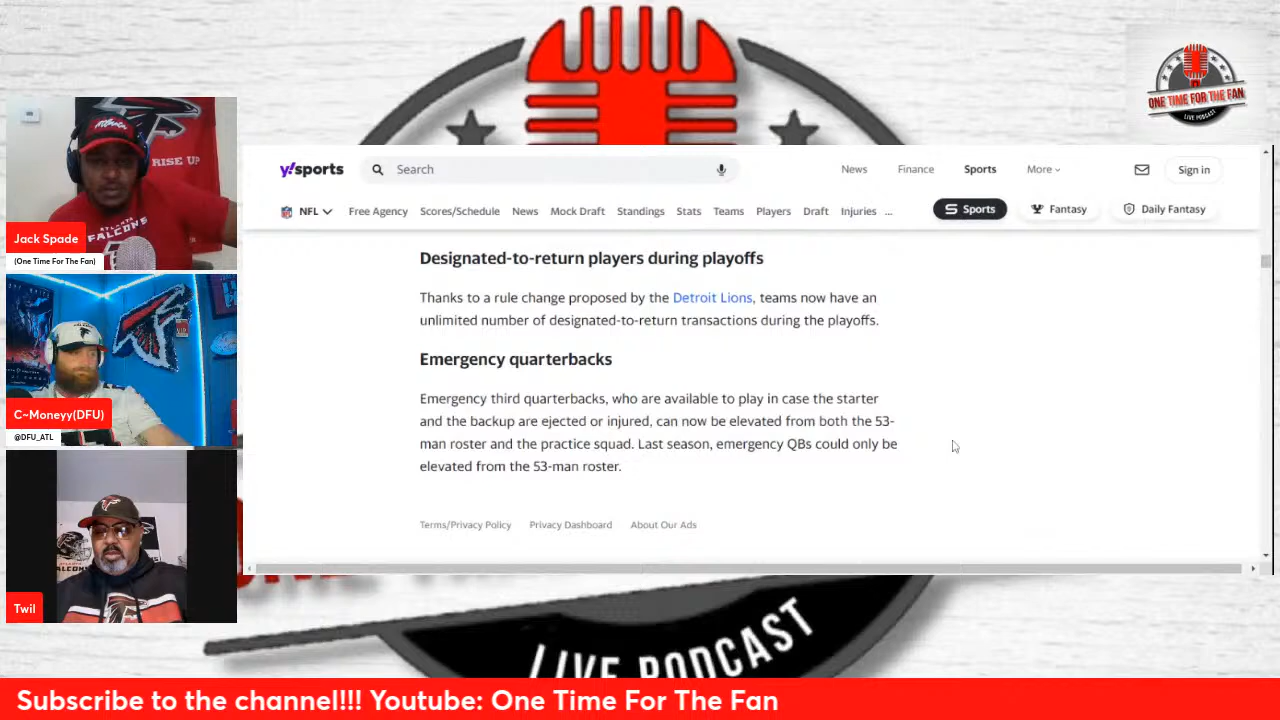 ONE TIME FOR THE FAN
LIVE PODCAST
RISE UP
ATLANTA
FALCONS
Jack Spade
(One Time For The Fan)
C~Moneyy(DFU)
@DFU_ATL
Twil
y!sports
Search
News
Finance
Sports
More
Sign in
NFL
Free Agency
Scores/Schedule
News
Mock Draft
Standings
Stats
Teams
Players
Draft
Injuries
...
Sports
Fantasy
Daily Fantasy
Designated-to-return players during playoffs
Thanks to a rule change proposed by the Detroit Lions, teams now have an
unlimited number of designated-to-return transactions during the playoffs.
Emergency quarterbacks
Emergency third quarterbacks, who are available to play in case the starter
and the backup are ejected or injured, can now be elevated from both the 53-
man roster and the practice squad. Last season, emergency QBs could only be
elevated from the 53-man roster.
Terms/Privacy Policy
Privacy Dashboard
About Our Ads
LIVE PODCAST
Subscribe to the channel!!! Youtube: One Time For The Fan